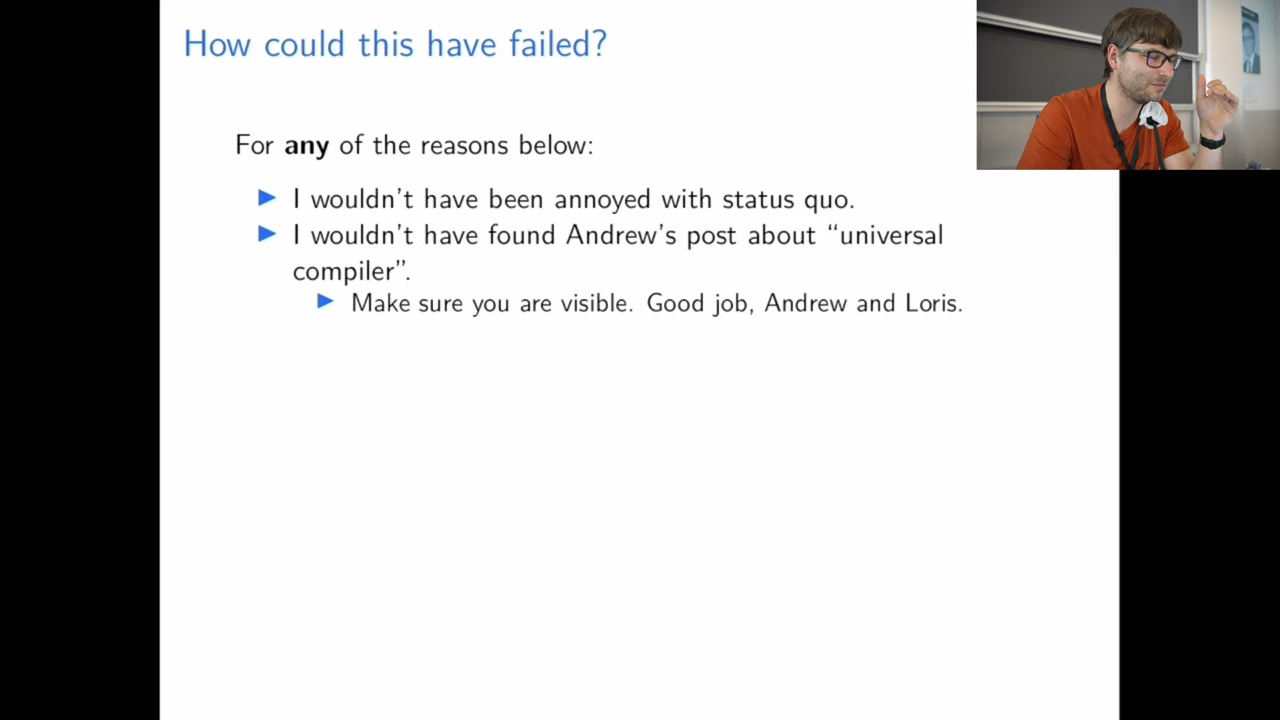 How could this have failed?
For any of the reasons below:
I wouldn't have been annoyed with status quo.
I wouldn't have found Andrew's post about “universal
compiler”.
Make sure you are visible. Good job, Andrew and Loris.